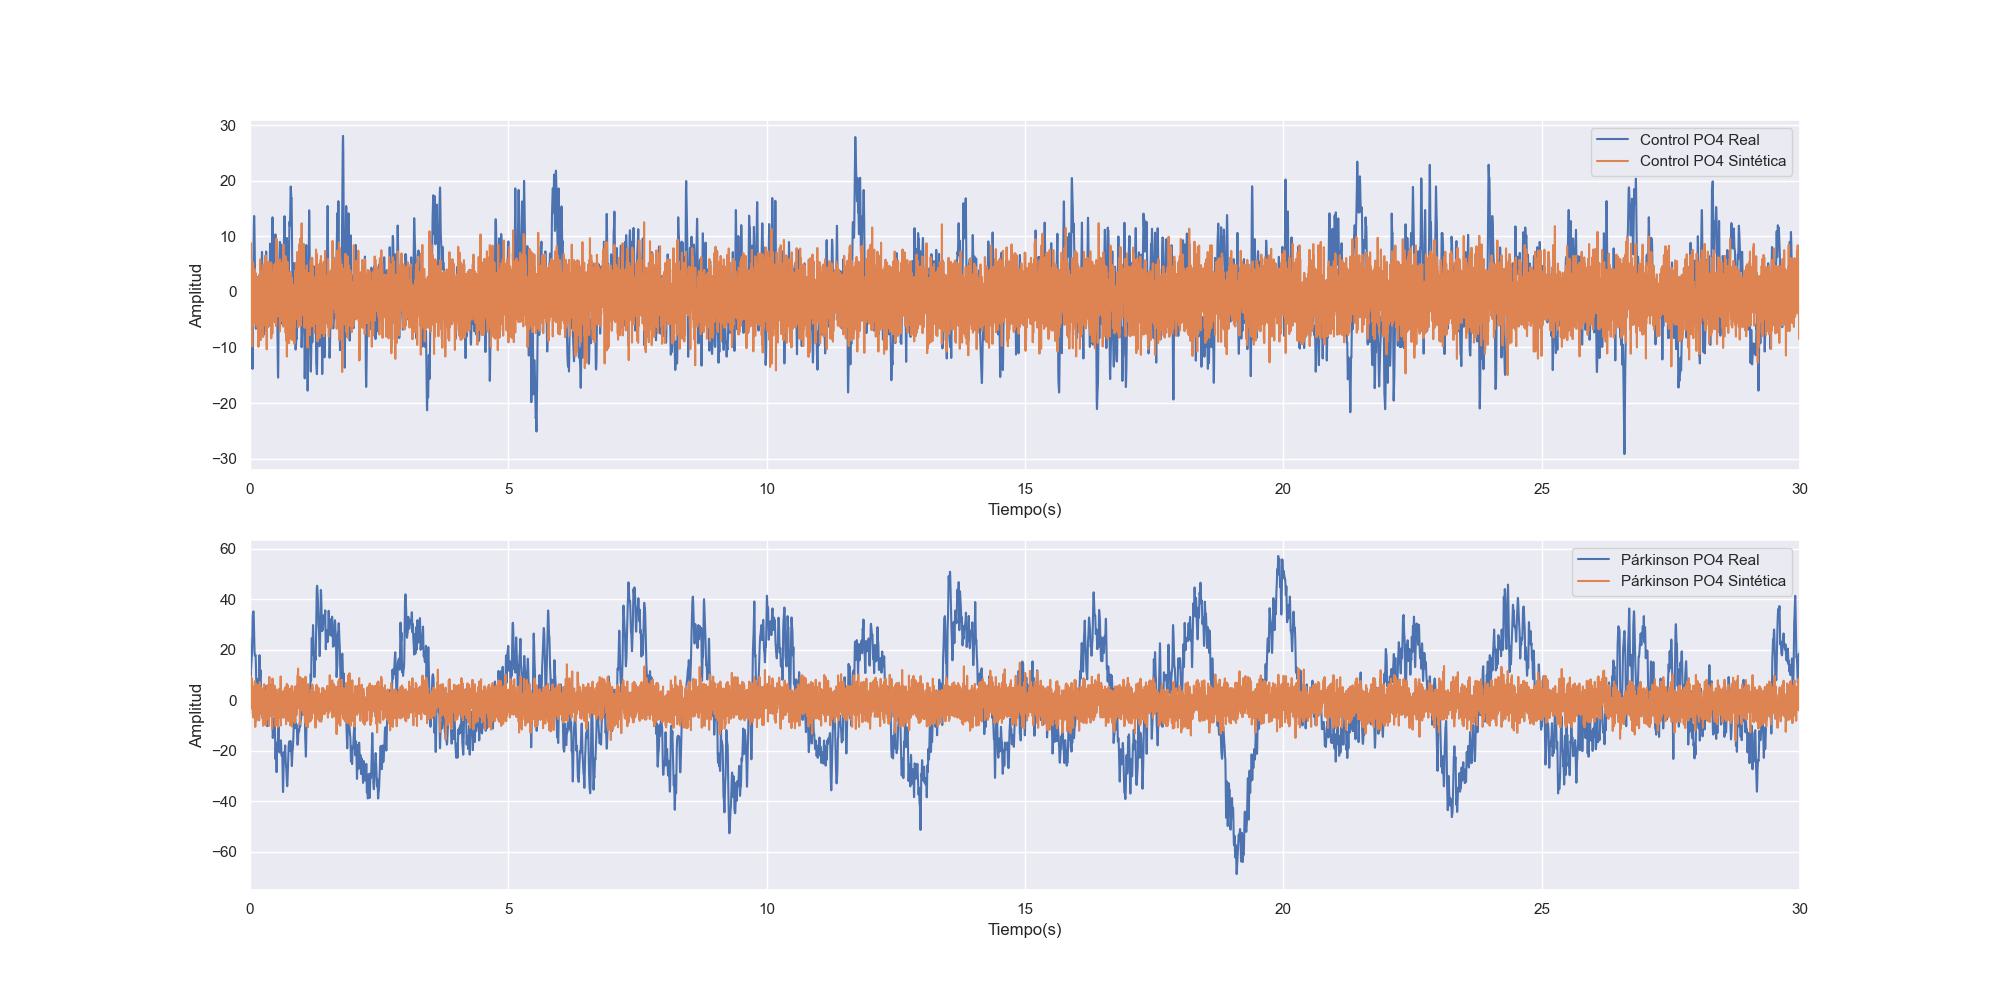 30
20
10
0
−10
−20
−30
Amplitud
Control PO4 Real
Control PO4 Sintética
0 5 10 15 20 25 30
Tiempo(s)
60
40
20
0
−20
−40
−60
Amplitud
Párkinson PO4 Real
Párkinson PO4 Sintética
0 5 10 15 20 25 30
Tiempo(s)